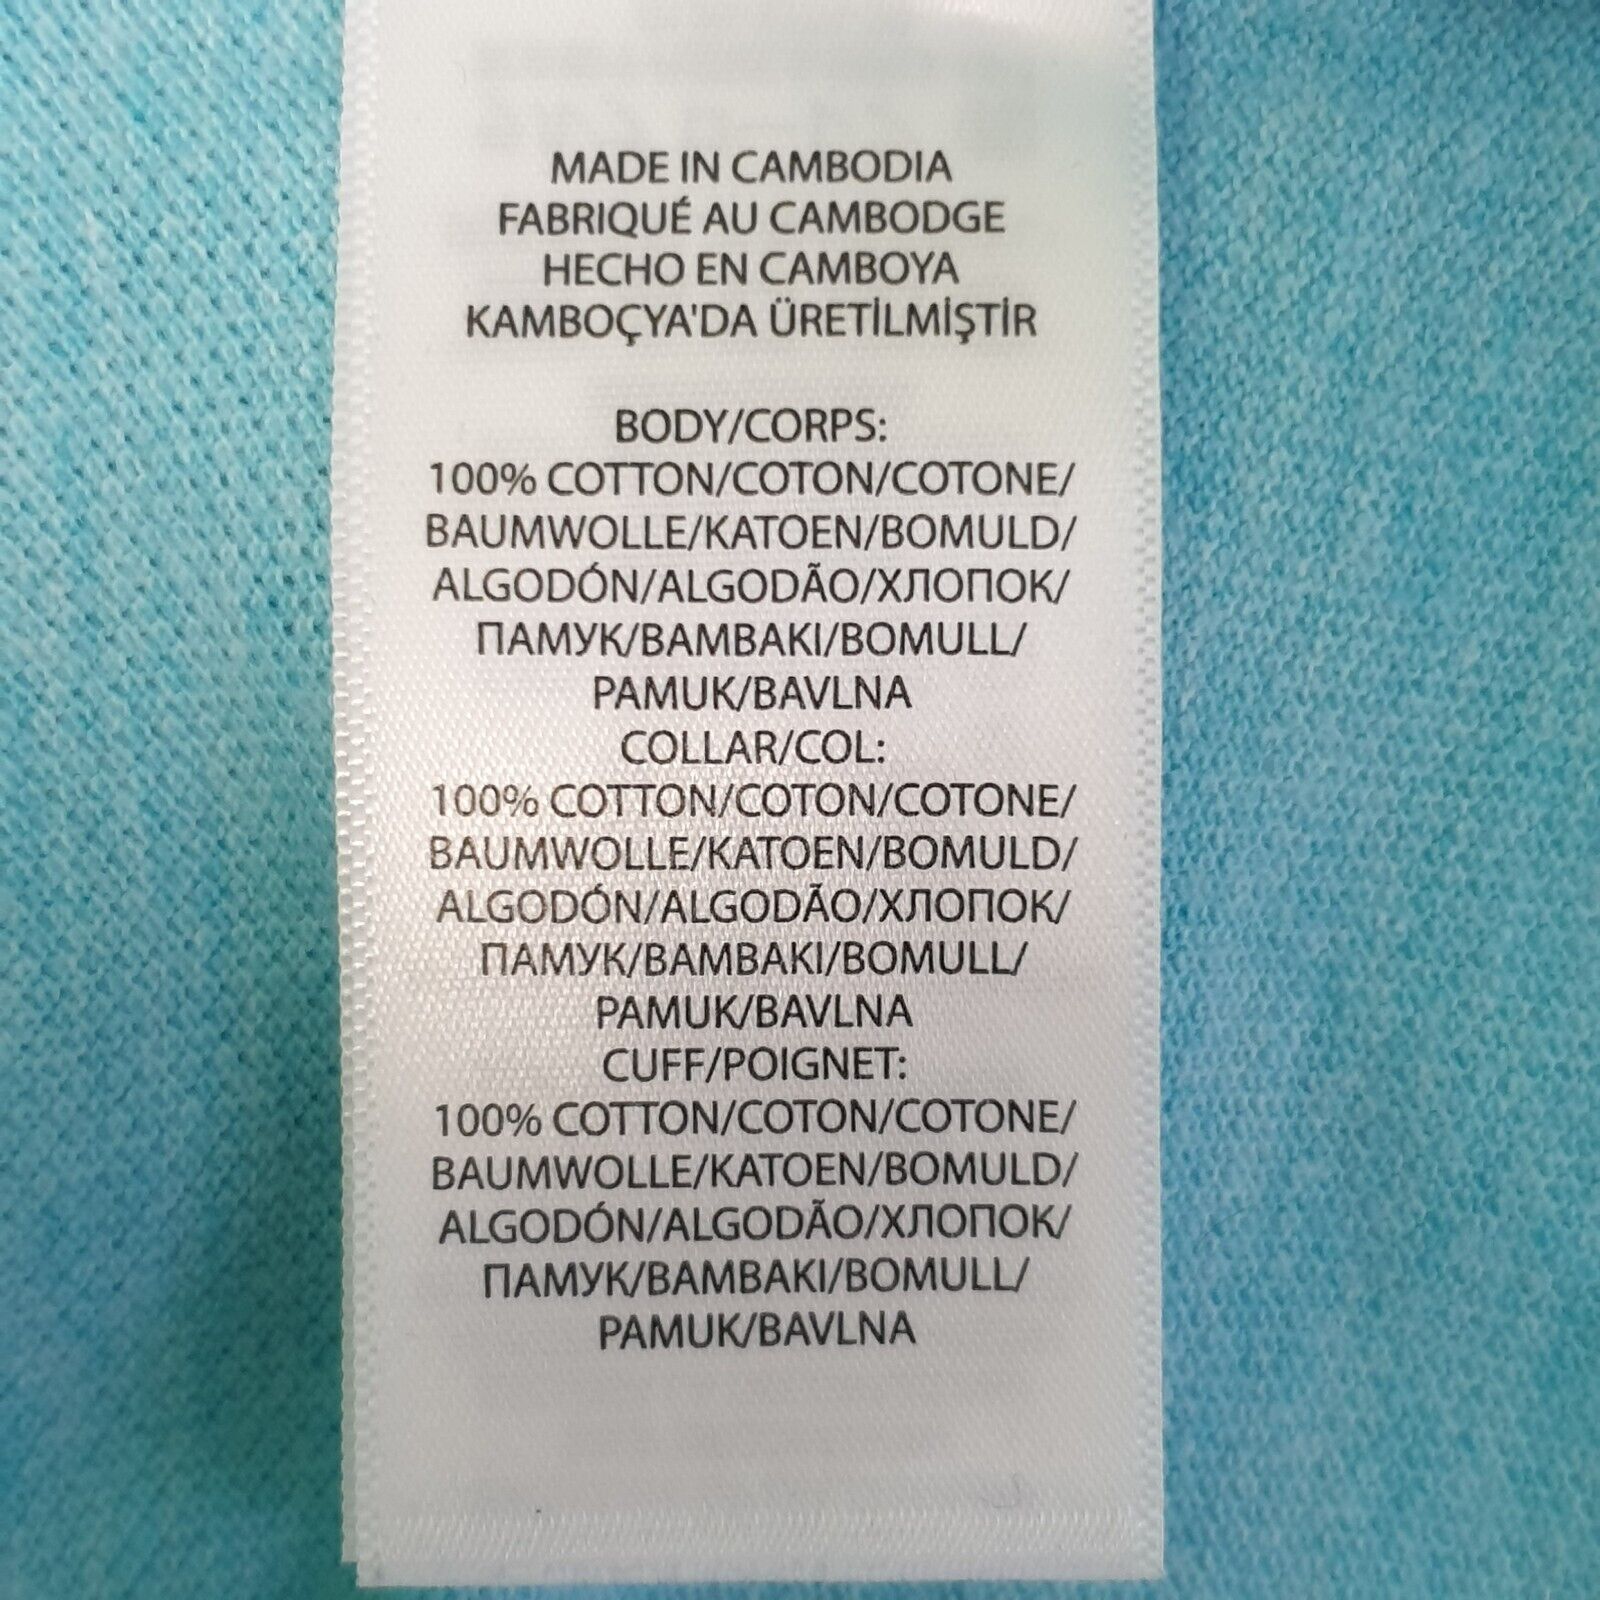 MADE IN CAMBODIA
FABRIQUÉ AU CAMBODGE
HECHO EN CAMBOYA
KAMBOÇYA'DA ÜRETİLMİŞTİR
BODY/CORPS:
100% COTTON/COTON/COTONE/
BAUMWOLLE/KATOEN/BOMULD/
ALGODÓN/ALGODÃO/ХЛОПОК/
ПАМУК/BAMBAKI/BOMULL/
PAMUK/BAVLNA
COLLAR/COL:
100% COTTON/COTON/COTONE/
BAUMWOLLE/KATOEN/BOMULD/
ALGODÓN/ALGODÃO/ХЛОПОК/
ПАМУК/BAMBAKI/BOMULL/
PAMUK/BAVLNA
CUFF/POIGNET:
100% COTTON/COTON/COTONE/
BAUMWOLLE/KATOEN/BOMULD/
ALGODÓN/ALGODÃO/ХЛОПОК/
ПАМУК/BAMBAKI/BOMULL/
PAMUK/BAVLNA